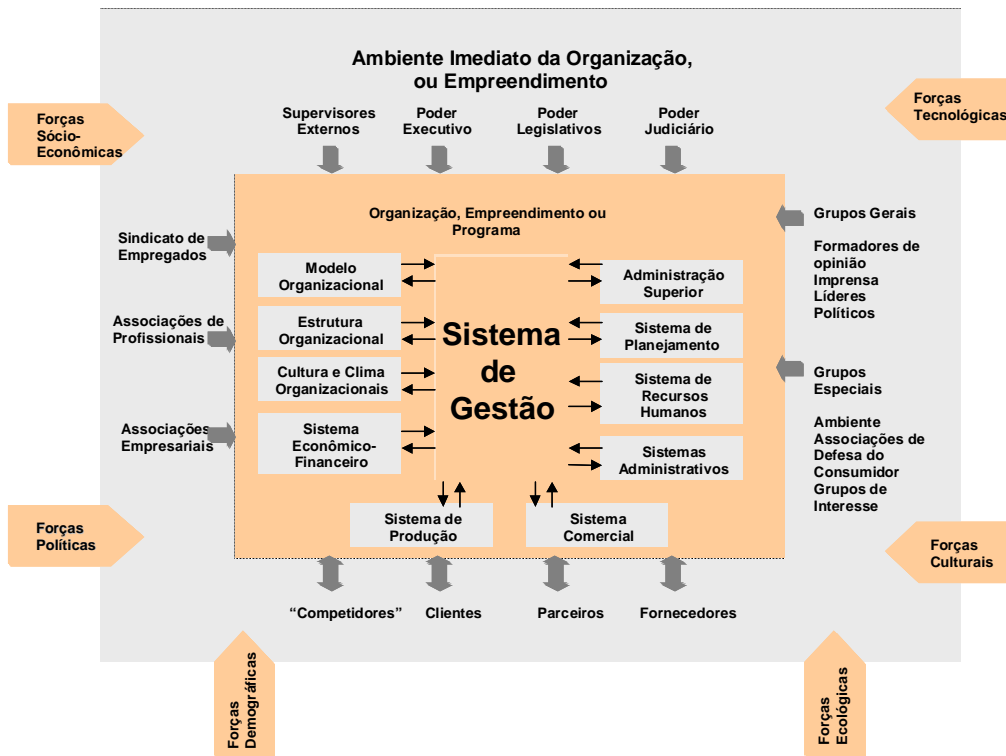 Ambiente Imediato da Organização,
ou Empreendimento
Forças
Sócio-
Econômicas
Forças
Tecnológicas
Supervisores
Externos
Poder
Executivo
Poder
Legislativos
Poder
Judiciário
Organização, Empreendimento ou
Programa
Sindicato de
Empregados
Associações de
Profissionais
Associações
Empresariais
Modelo
Organizacional
Estrutura
Organizacional
Cultura e Clima
Organizacionais
Sistema
Econômico-
Financeiro
Sistema
de
Gestão
Administração
Superior
Sistema de
Planejamento
Sistema de
Recursos
Humanos
Sistemas
Administrativos
Sistema de
Produção
Sistema
Comercial
Grupos Gerais
Formadores de
opinião
Imprensa
Líderes
Políticos
Grupos
Especiais
Ambiente
Associações de
Defesa do
Consumidor
Grupos de
Interesse
Forças
Políticas
Forças
Culturais
“Competidores”
Clientes
Parceiros
Fornecedores
Forças
Demográficas
Forças
Ecológicas